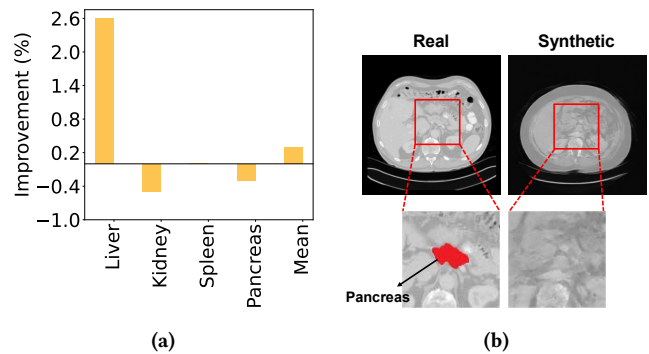 (a)
Improvement (%)
2.6
2.0
1.4
0.8
0.2
−0.4
−1.0
Liver
Kidney
Spleen
Pancreas
Mean
(b)
Real
Synthetic
Pancreas
(a)
(b)